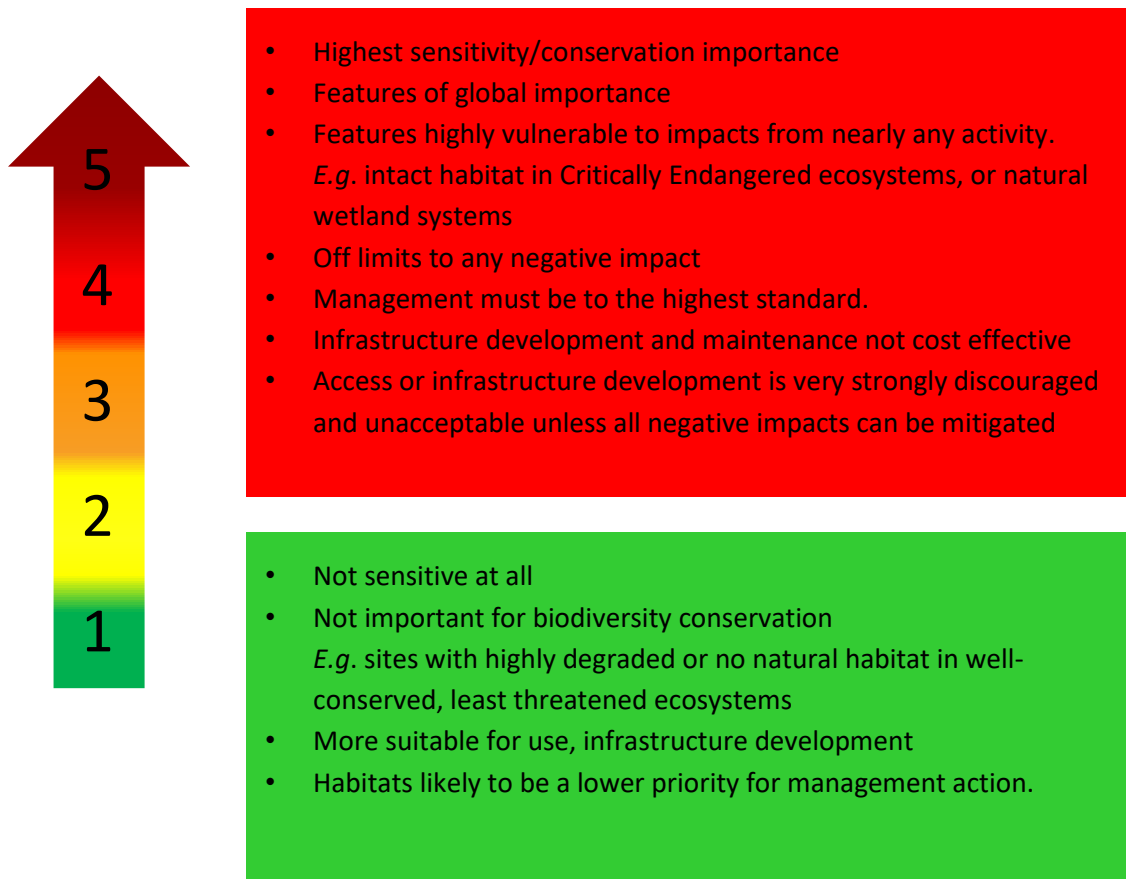 5
4
3
2
1
• Highest sensitivity/conservation importance
• Features of global importance
• Features highly vulnerable to impacts from nearly any activity.
E.g. intact habitat in Critically Endangered ecosystems, or natural
wetland systems
• Off limits to any negative impact
• Management must be to the highest standard.
• Infrastructure development and maintenance not cost effective
• Access or infrastructure development is very strongly discouraged
and unacceptable unless all negative impacts can be mitigated
• Not sensitive at all
• Not important for biodiversity conservation
E.g. sites with highly degraded or no natural habitat in well-
conserved, least threatened ecosystems
• More suitable for use, infrastructure development
• Habitats likely to be a lower priority for management action.